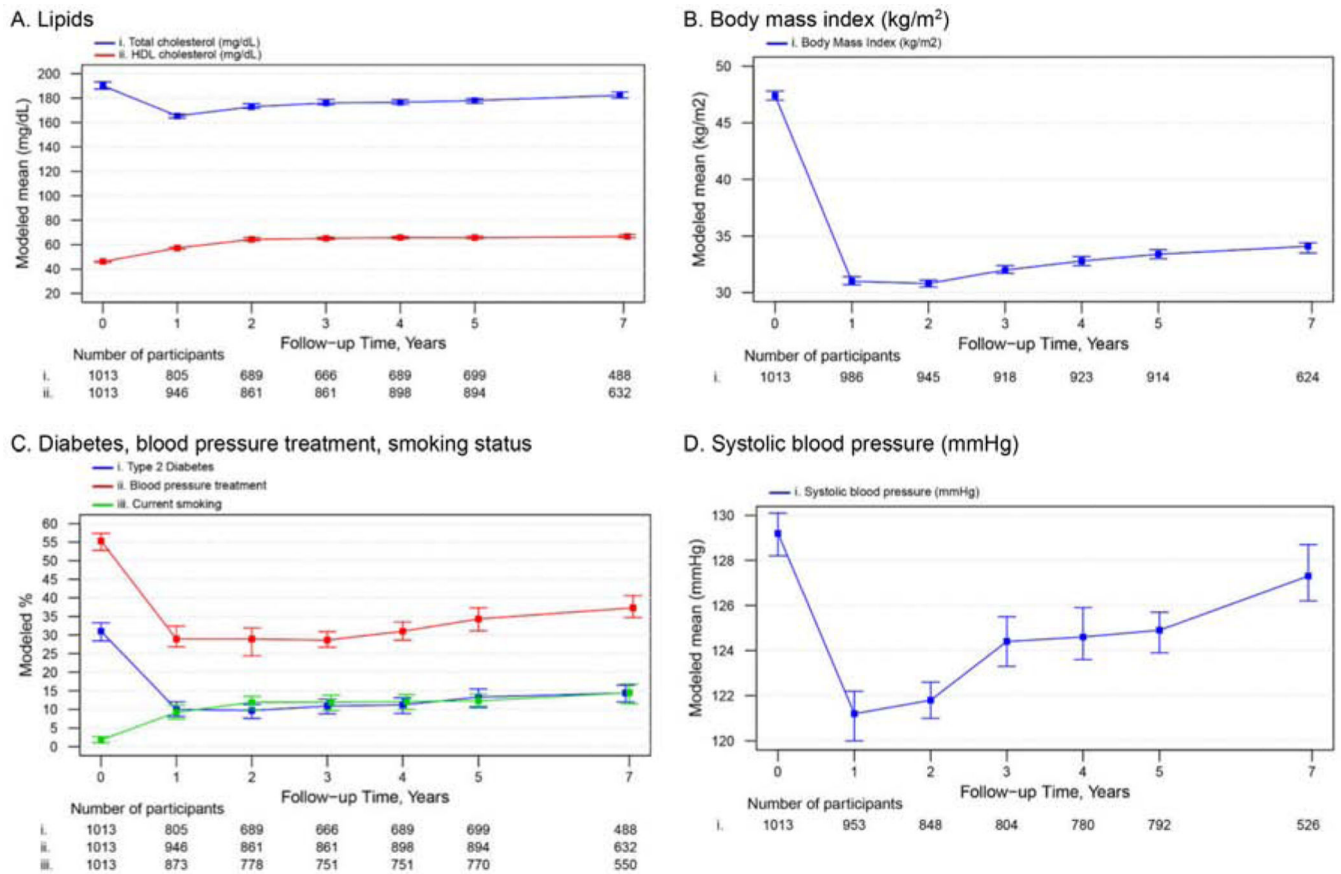 A. Lipids
i. Total cholesterol (mg/dL)
ii. HDL cholesterol (mg/dL)
Modeled mean (mg/dL)
200
180
160
140
120
100
80
60
40
20
0 1 2 3 4 5 7
Follow-up Time, Years
Number of participants
i. 1013 805 689 666 689 699 488
ii. 1013 946 861 861 898 894 632
B. Body mass index (kg/m²)
i. Body Mass Index (kg/m2)
Modeled mean (kg/m2)
50
45
40
35
30
0 1 2 3 4 5 7
Follow-up Time, Years
Number of participants
i. 1013 986 945 918 923 914 624
C. Diabetes, blood pressure treatment, smoking status
i. Type 2 Diabetes
ii. Blood pressure treatment
iii. Current smoking
Modeled %
60
55
50
45
40
35
30
25
20
15
10
5
0
0 1 2 3 4 5 7
Follow-up Time, Years
Number of participants
i. 1013 805 689 666 689 699 488
ii. 1013 946 861 861 898 894 632
iii. 1013 873 778 751 751 770 550
D. Systolic blood pressure (mmHg)
i. Systolic blood pressure (mmHg)
Modeled mean (mmHg)
130
128
126
124
122
120
0 1 2 3 4 5 7
Follow-up Time, Years
Number of participants
i. 1013 953 848 804 780 792 526